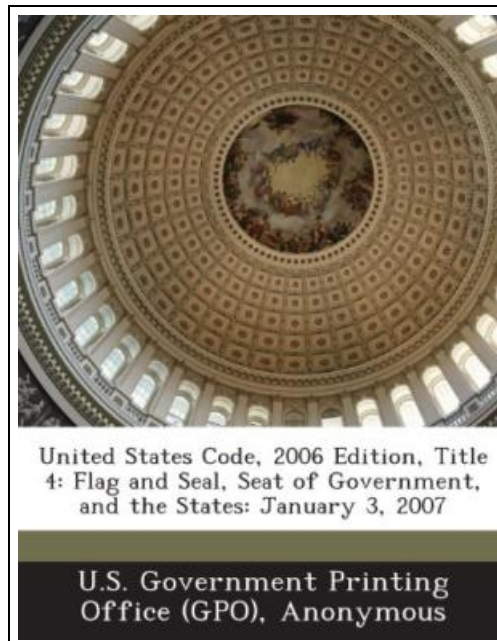 United States Code, 2006 Edition, Title
4: Flag and Seal, Seat of Government,
and the States: January 3, 2007
U.S. Government Printing
Office (GPO), Anonymous